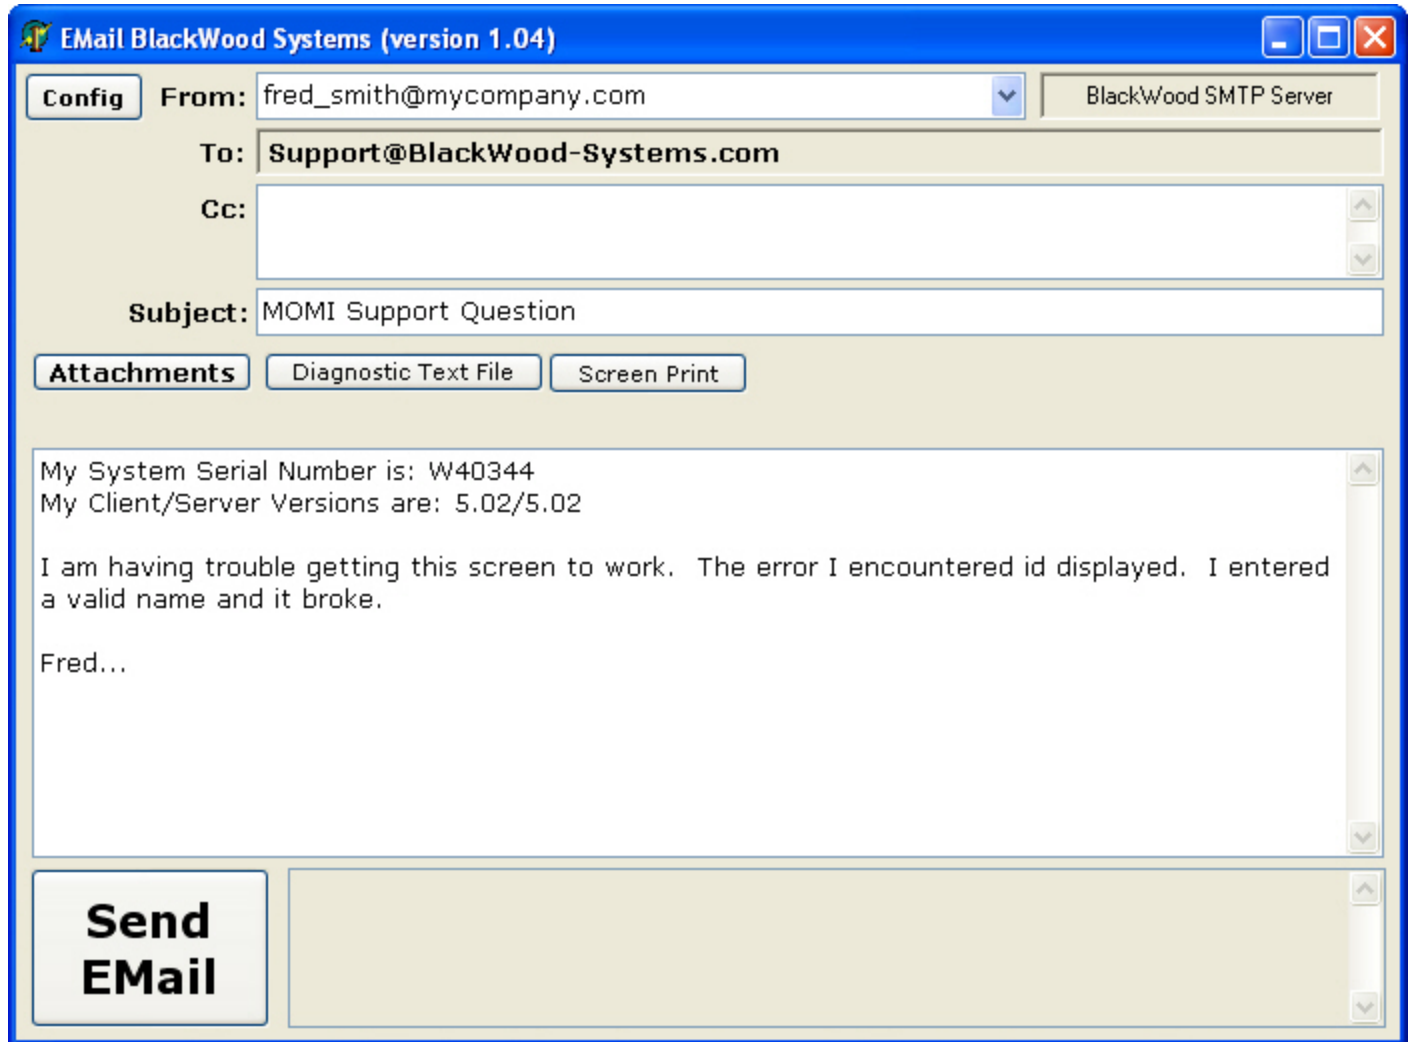 EMail BlackWood Systems (version 1.04)
Config From: fred_smith@mycompany.com BlackWood SMTP Server
To: Support@BlackWood-Systems.com
Cc:
Subject: MOMI Support Question
Attachments Diagnostic Text File Screen Print
My System Serial Number is: W40344
My Client/Server Versions are: 5.02/5.02
I am having trouble getting this screen to work. The error I encountered id displayed. I entered
a valid name and it broke.
Fred...
Send
EMail